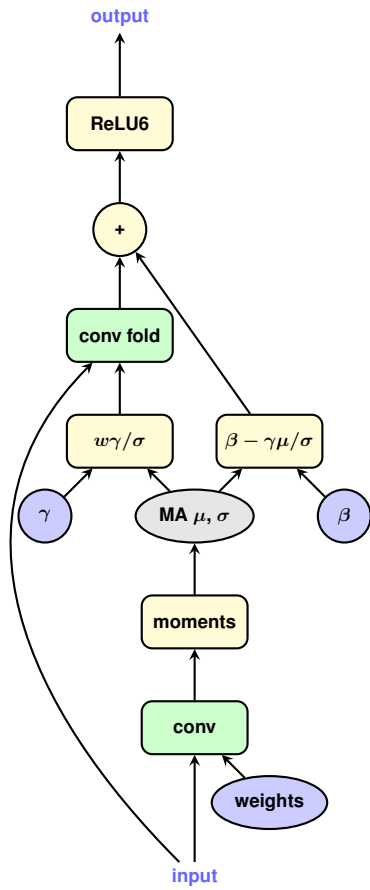 output
ReLU6
+
conv fold
wγ/σ
β − γμ/σ
γ
MA μ, σ
β
moments
conv
weights
input